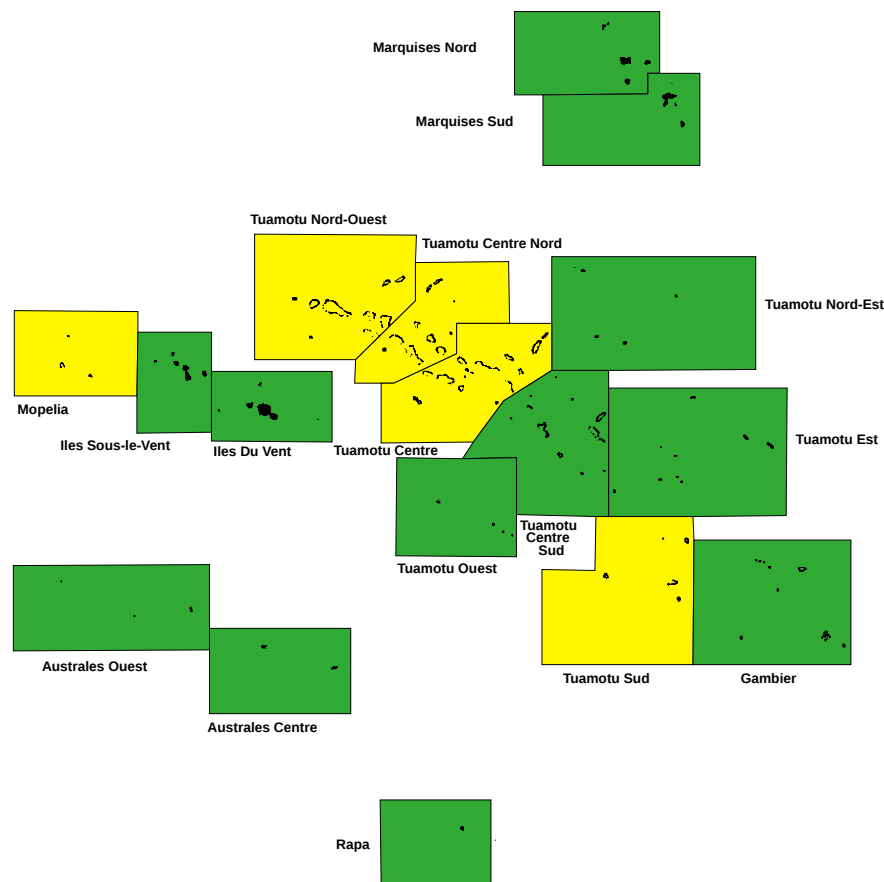 Marquises Nord
Marquises Sud
Tuamotu Nord-Ouest
Tuamotu Centre Nord
Tuamotu Nord-Est
Mopelia
Iles Sous-le-Vent
Iles Du Vent
Tuamotu Centre
Tuamotu Est
Tuamotu
Centre
Sud
Tuamotu Ouest
Australes Ouest
Tuamotu Sud
Gambier
Australes Centre
Rapa